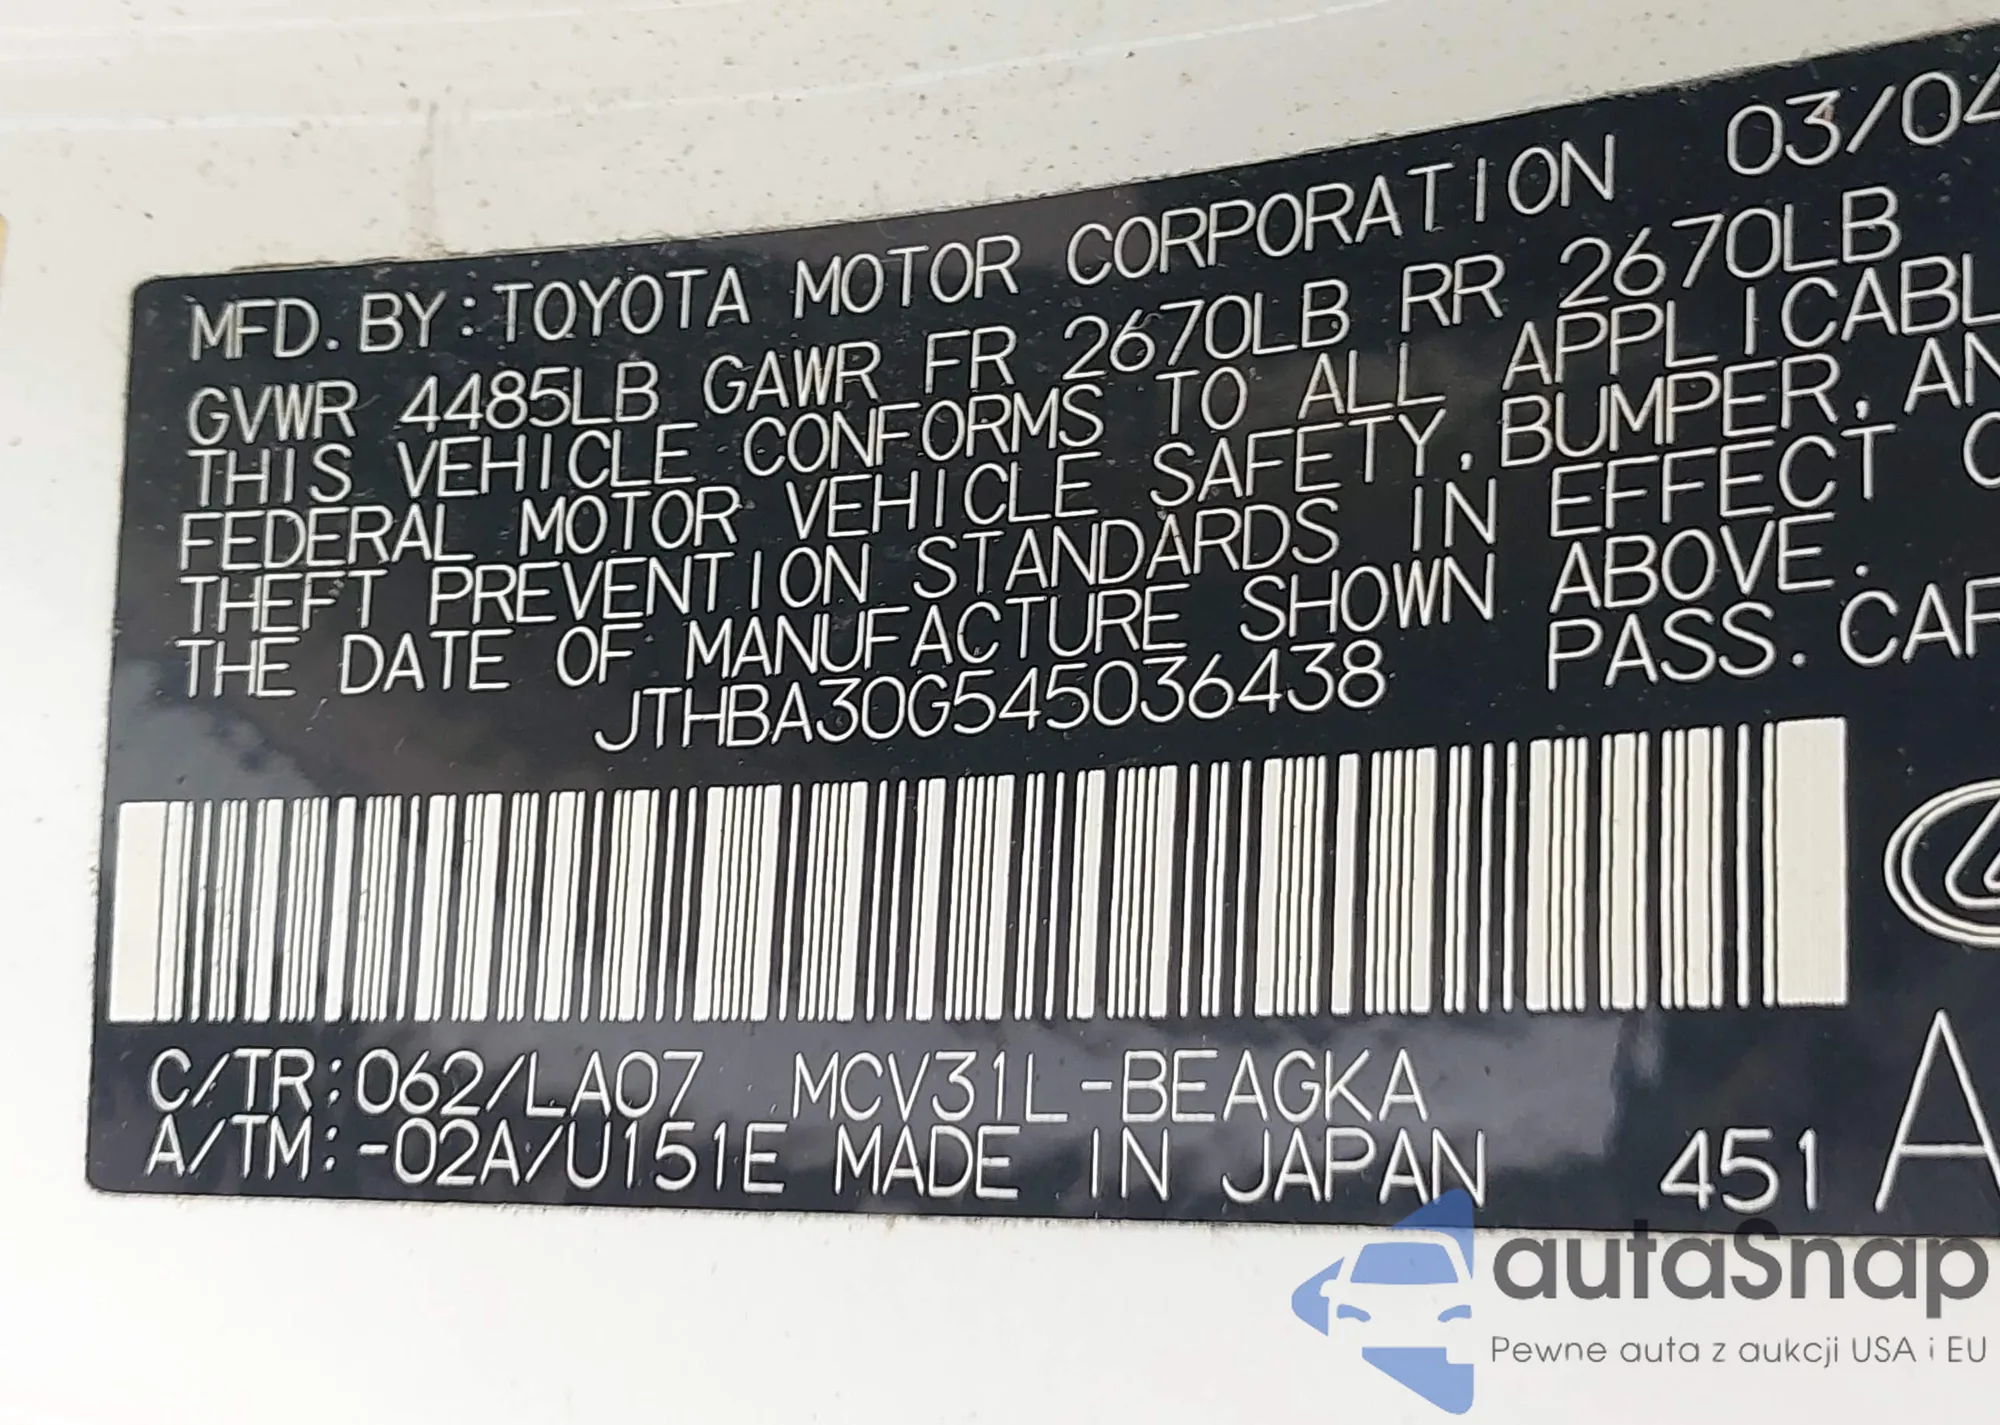 MFD. BY: TOYOTA MOTOR CORPORATION 03/04
GVWR 4485LB GAWR FR 2670LB RR 2670LB
THIS VEHICLE CONFORMS TO ALL APPLICABL
FEDERAL MOTOR VEHICLE SAFETY, BUMPER, AN
THEFT PREVENTION STANDARDS IN EFFECT O
THE DATE OF MANUFACTURE SHOWN ABOVE.
JTHBA30G545036438 PASS. CAR
C/TR:062/LA07 MCV31L-BEAGKA
A/TM:-02A/U151E MADE IN JAPAN 451 A
autaSnap
Pewne auta z aukcji USA i EU